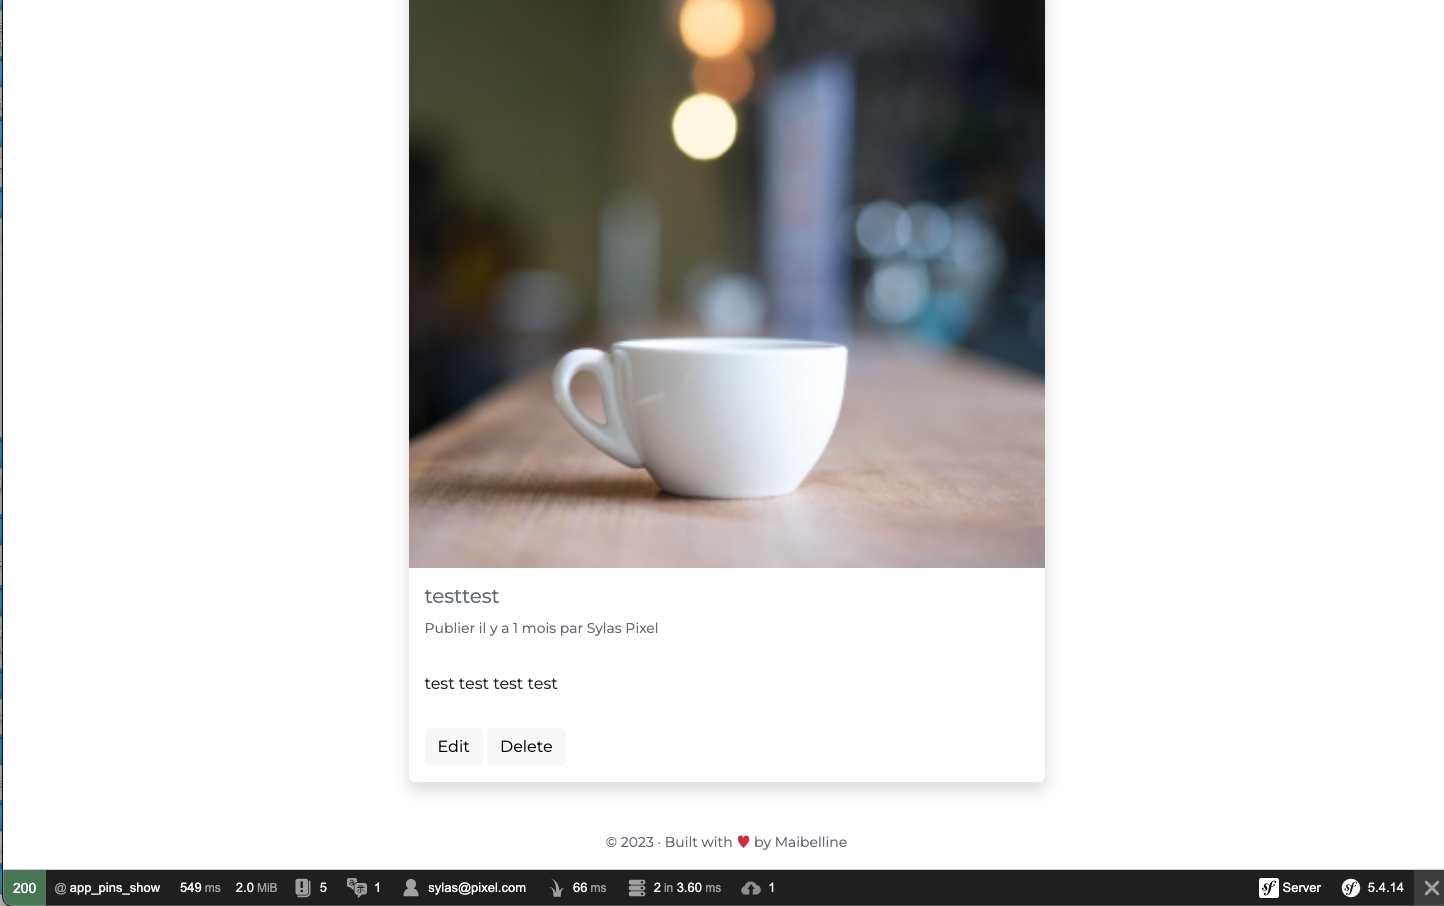 testtest
Publier il y a 1 mois par Sylas Pixel
test test test test
Edit Delete
© 2023 · Built with ♥ by Maibelline
200 @ app_pins_show 549 ms 2.0 MiB 5 1 sylas@pixel.com 66 ms 2 in 3.60 ms 1 sf Server sf 5.4.14